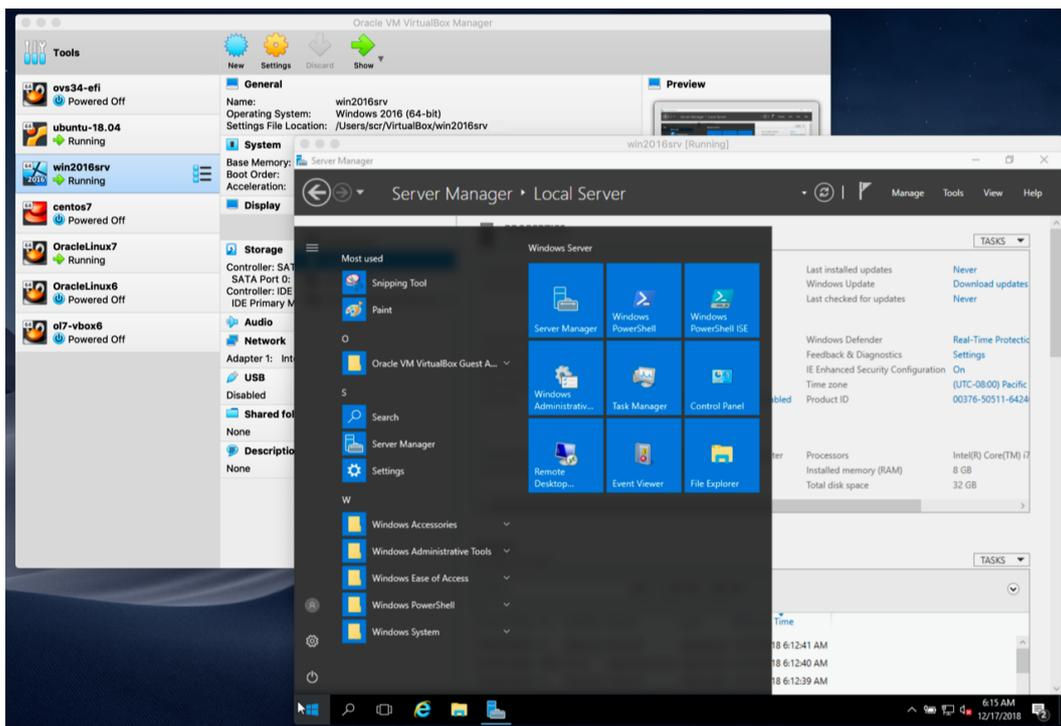 Oracle VM VirtualBox Manager
Tools
New Settings Discard Show
ovs34-efi
Powered Off
ubuntu-18.04
Running
win2016srv
Running
centos7
Powered Off
OracleLinux7
Running
OracleLinux6
Powered Off
ol7-vbox6
Powered Off
General
Name: win2016srv
Operating System: Windows 2016 (64-bit)
Settings File Location: /Users/scr/VirtualBox/win2016srv
Preview
System
Base Memory:
Boot Order:
Acceleration:
Display
Storage
Controller: SAT
SATA Port 0:
Controller: IDE
IDE Primary M
Audio
Network
Adapter 1: Int
USB
Disabled
Shared fol
None
Descriptio
None
win2016srv [Running]
Server Manager
Server Manager Local Server
Manage Tools View Help
Most used
Snipping Tool
Paint
O
Oracle VM VirtualBox Guest A...
S
Search
Server Manager
Settings
W
Windows Accessories
Windows Administrative Tools
Windows Ease of Access
Windows PowerShell
Windows System
Windows Server
Server Manager
Windows PowerShell
Windows PowerShell ISE
Windows Administrativ...
Task Manager
Control Panel
Remote Desktop...
Event Viewer
File Explorer
TASKS
Last installed updates Never
Windows Update Download updates
Last checked for updates Never
Windows Defender Real-Time Protectic
Feedback & Diagnostics Settings
IE Enhanced Security Configuration On
Time zone (UTC-08:00) Pacific
abled Product ID 00376-50511-6424
ter Processors Intel(R) Core(TM) i7
Installed memory (RAM) 8 GB
Total disk space 32 GB
TASKS
Time
18 6:12:41 AM
18 6:12:40 AM
18 6:12:39 AM
6:15 AM
12/17/2018